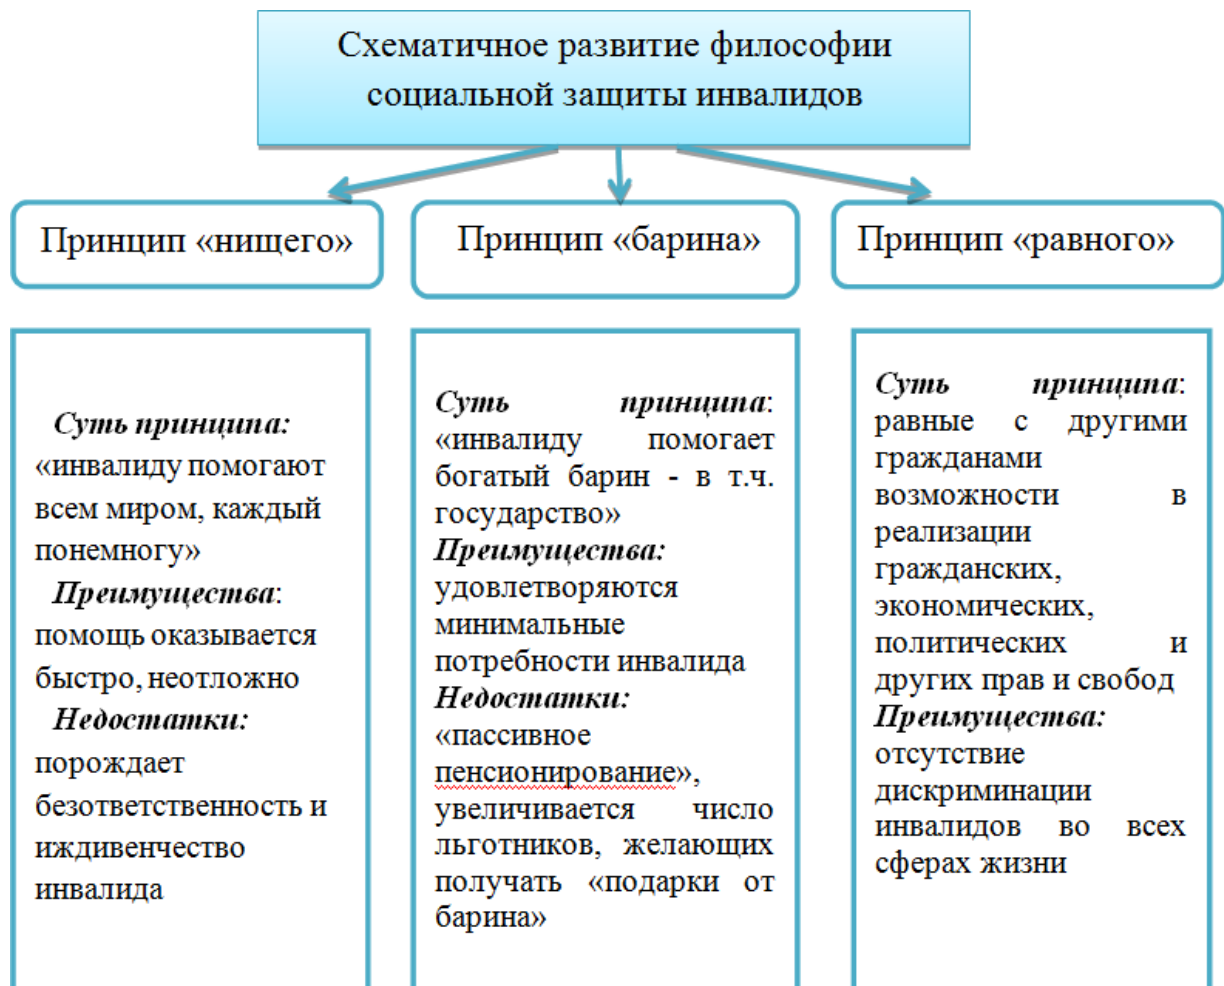 Схематичное развитие философии
социальной защиты инвалидов
Принцип «нищего»
Принцип «барина»
Принцип «равного»
Суть принципа:
«инвалиду помогают
всем миром, каждый
понемногу»
Преимущества:
помощь оказывается
быстро, неотложно
Недостатки:
порождает
безответственность и
иждивенчество
инвалида
Суть принципа:
«инвалиду помогает
богатый барин - в т.ч.
государство»
Преимущества:
удовлетворяются
минимальные
потребности инвалида
Недостатки:
«пассивное
пенсионирование»,
увеличивается число
льготников, желающих
получать «подарки от
барина»
Суть принципа:
равные с другими
гражданами
возможности в
реализации
гражданских,
экономических,
политических и
других прав и свобод
Преимущества:
отсутствие
дискриминации
инвалидов во всех
сферах жизни